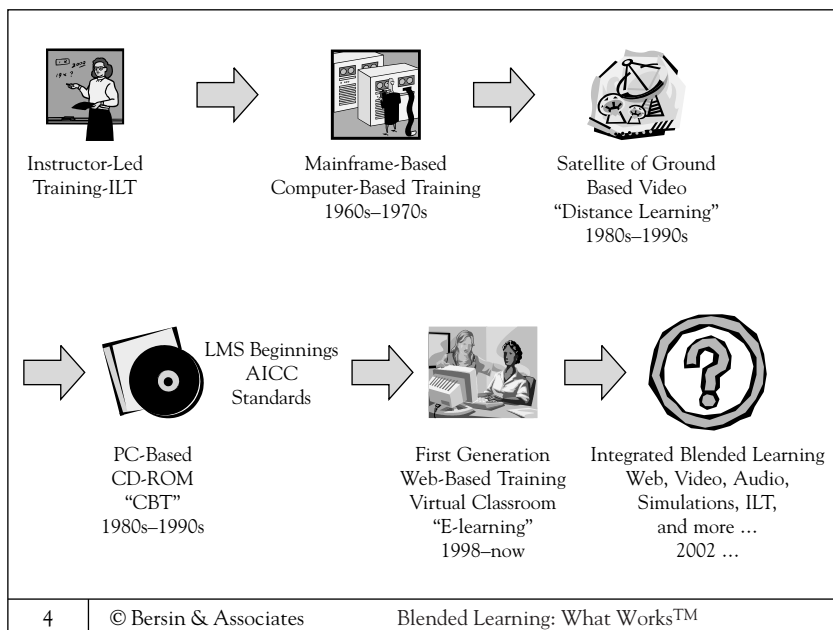 Instructor-Led
Training-ILT
Mainframe-Based
Computer-Based Training
1960s–1970s
Satellite of Ground
Based Video
“Distance Learning”
1980s–1990s
LMS Beginnings
AICC
Standards
PC-Based
CD-ROM
“CBT”
1980s–1990s
First Generation
Web-Based Training
Virtual Classroom
“E-learning”
1998–now
Integrated Blended Learning
Web, Video, Audio,
Simulations, ILT,
and more …
2002 …
4 © Bersin & Associates Blended Learning: What Works™